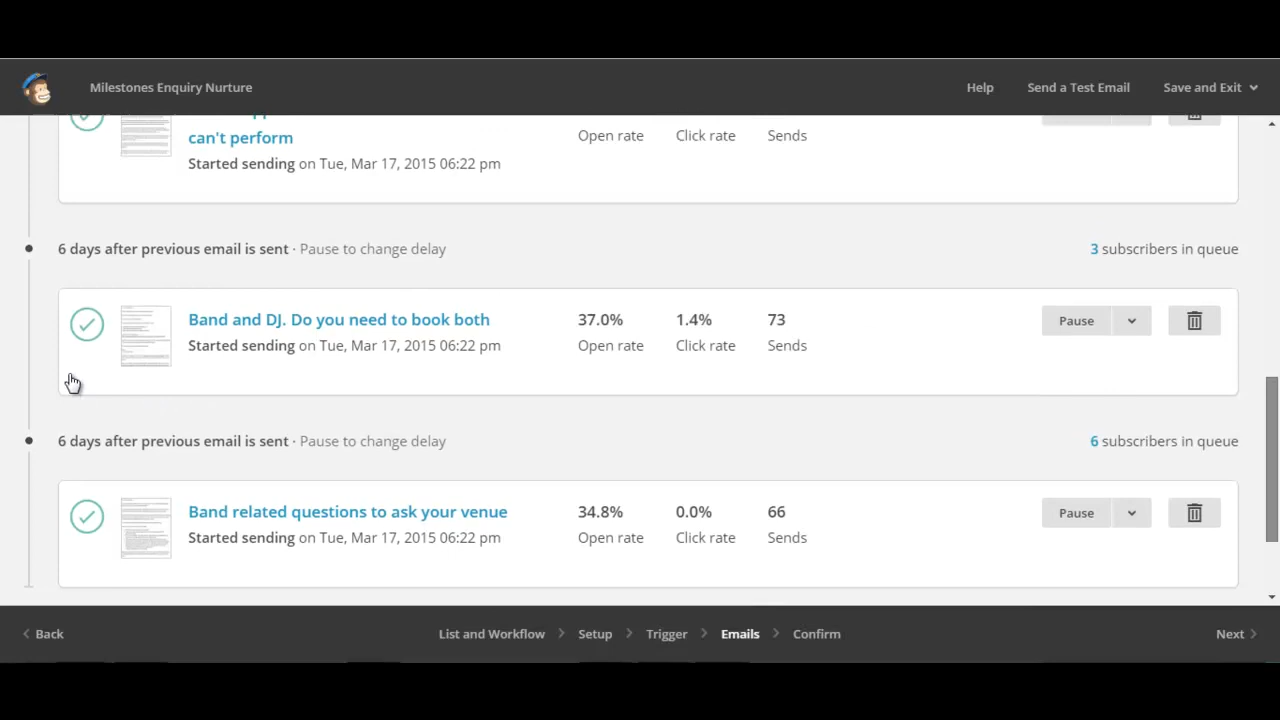 Milestones Enquiry Nurture
Help
Send a Test Email
Save and Exit
can't perform
Open rate
Click rate
Sends
Started sending on Tue, Mar 17, 2015 06:22 pm
6 days after previous email is sent · Pause to change delay
3 subscribers in queue
Band and DJ. Do you need to book both
37.0%
1.4%
73
Pause
Started sending on Tue, Mar 17, 2015 06:22 pm
Open rate
Click rate
Sends
6 days after previous email is sent · Pause to change delay
6 subscribers in queue
Band related questions to ask your venue
34.8%
0.0%
66
Pause
Started sending on Tue, Mar 17, 2015 06:22 pm
Open rate
Click rate
Sends
Back
List and Workflow
Setup
Trigger
Emails
Confirm
Next